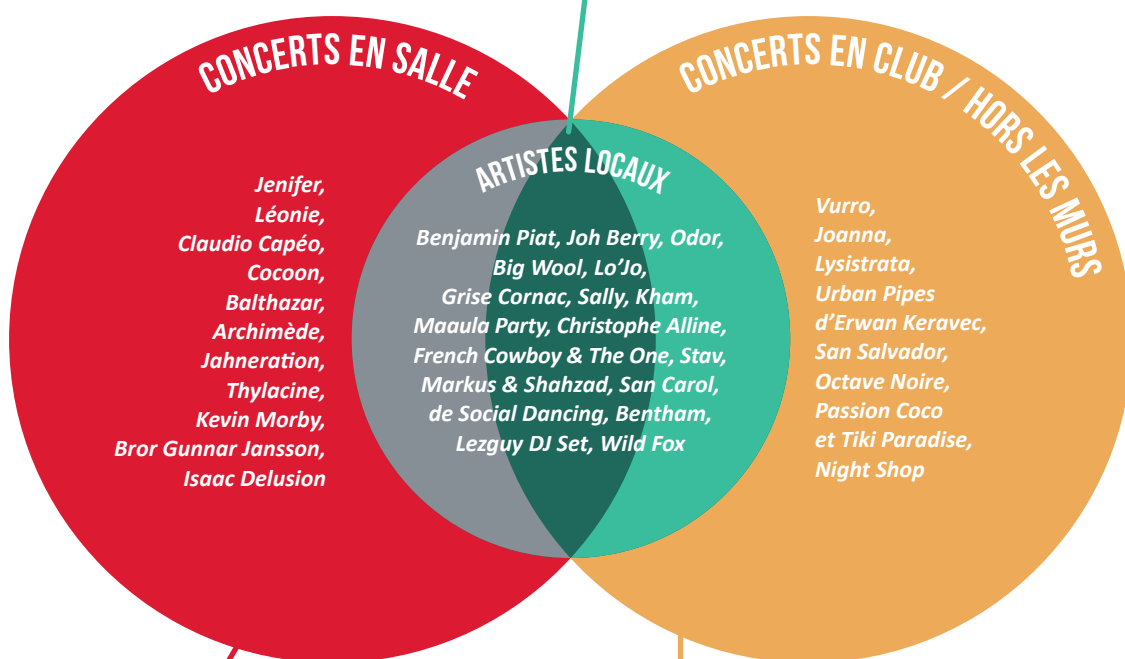 CONCERTS EN SALLE
Jenifer,
Léonie,
Claudio Capéo,
Cocoon,
Balthazar,
Archimède,
Jahneration,
Thylacine,
Kevin Morby,
Bror Gunnar Jansson,
Isaac Delusion
ARTISTES LOCAUX
Benjamin Piat, Joh Berry, Odor,
Big Wool, Lo’Jo,
Grise Cornac, Sally, Kham,
Maaula Party, Christophe Alline,
French Cowboy & The One, Stav,
Markus & Shahzad, San Carol,
de Social Dancing, Bentham,
Lezguy DJ Set, Wild Fox
CONCERTS EN CLUB / HORS LES MURS
Vurro,
Joanna,
Lysistrata,
Urban Pipes
d’Erwan Keravec,
San Salvador,
Octave Noire,
Passion Coco
et Tiki Paradise,
Night Shop